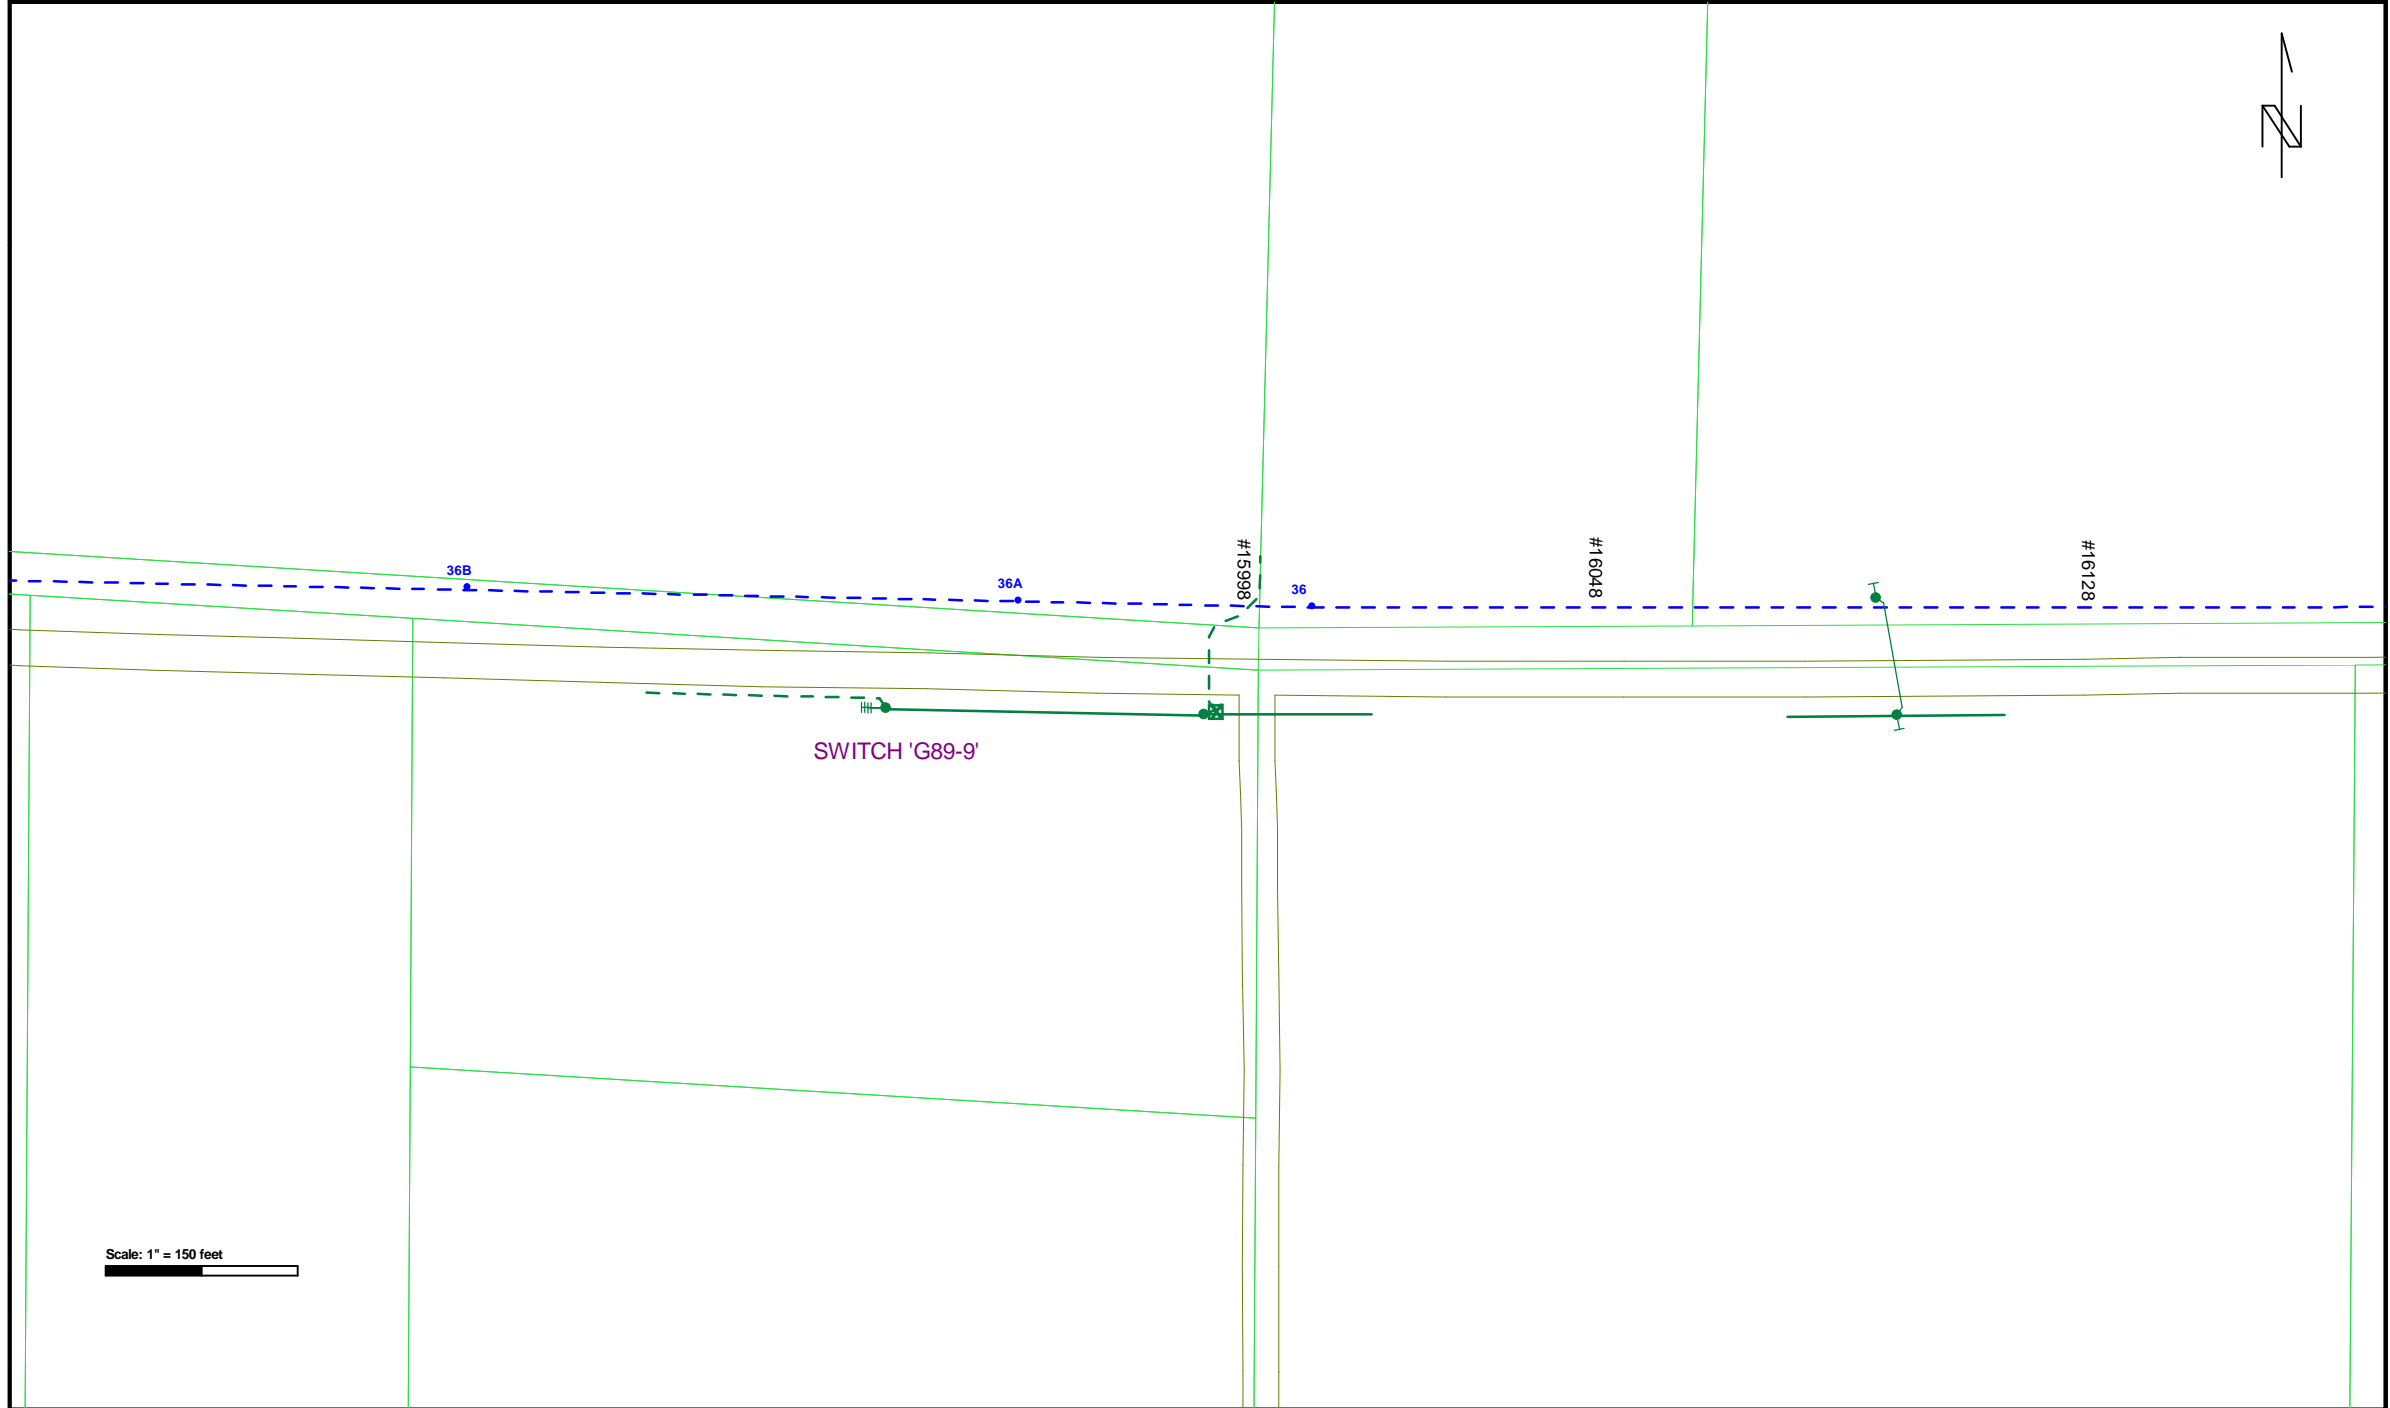 N
#15998
#16048
#16128
36B
36A
36
SWITCH 'G89-9'
Scale: 1" = 150 feet